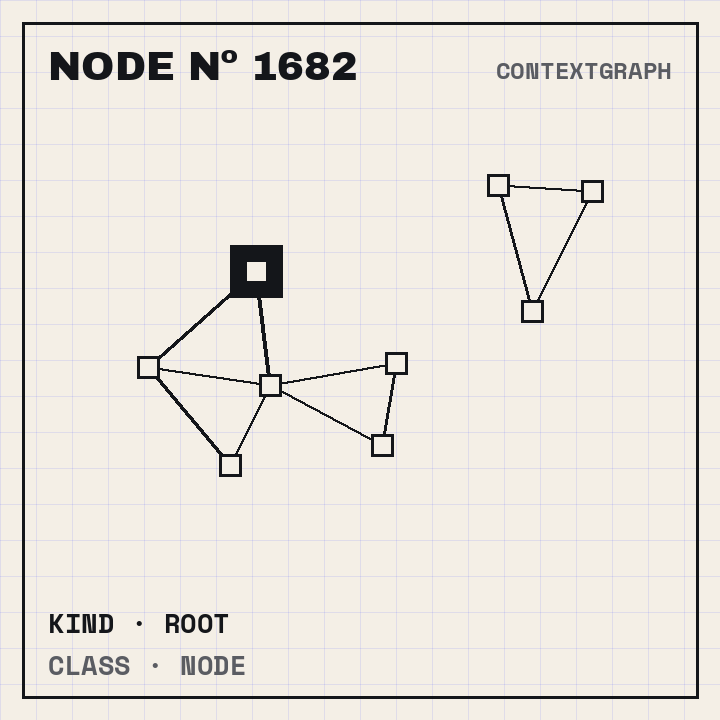 NODE Nº 1682
CONTEXTGRAPH
KIND · ROOT
CLASS · NODE